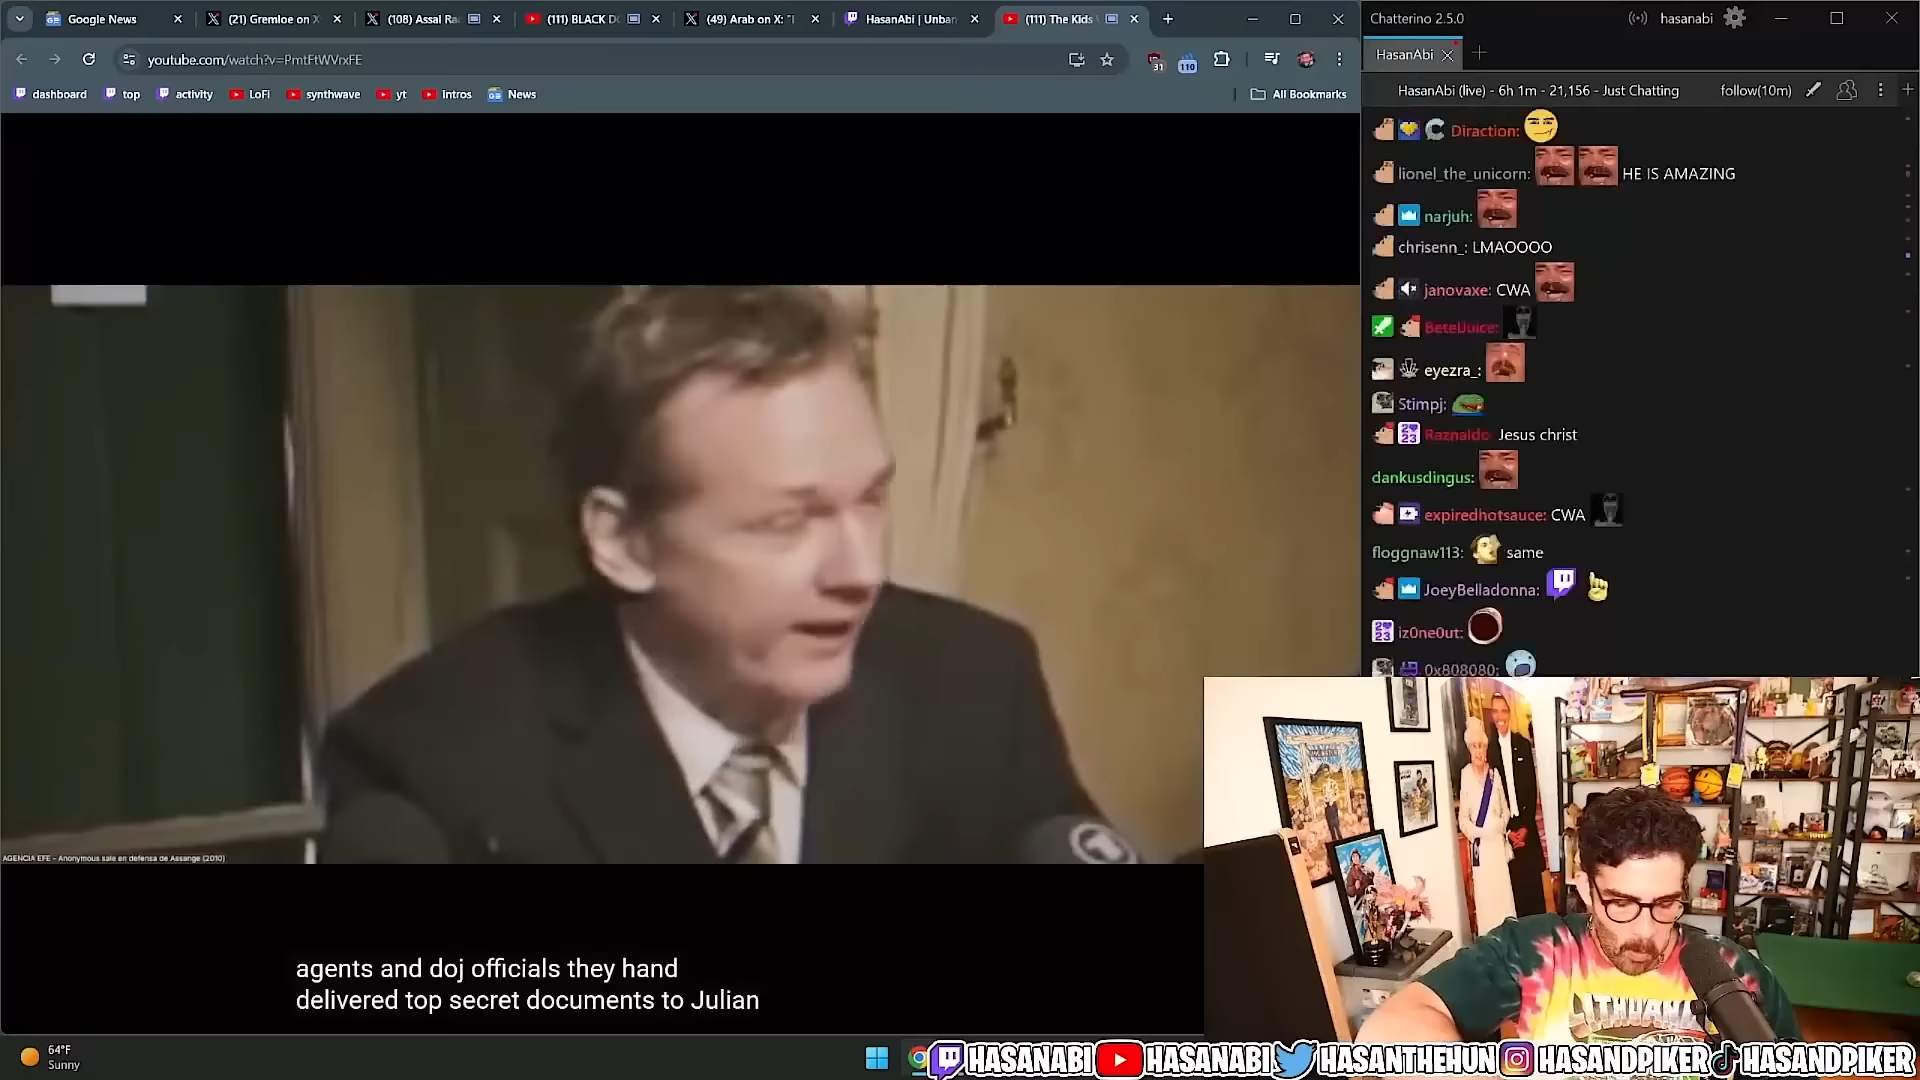 Google News
(21) Gremloe on X
(108) Assal Ra
(111) BLACK D
(49) Arab on X: "
HasanAbi | Unban
(111) The Kids
youtube.com/watch?v=PmtFtWVrxFE
31
110
dashboard
top
activity
LoFi
synthwave
yt
Intros
News
All Bookmarks
AGENCIA EFE - Anonymous sale en defensa de Assange (2010)
agents and doj officials they hand
delivered top secret documents to Julian
Chatterino 2.5.0
hasanabi
HasanAbi
HasanAbi (live) - 6h 1m - 21,156 - Just Chatting
follow(10m)
Diraction:
lionel_the_unicorn: HE IS AMAZING
narjuh:
chrisenn_: LMAOOOO
janovaxe: CWA
BetelJuice:
eyezra_:
Stimpj:
Raznaldo: Jesus christ
dankusdingus:
expiredhotsauce: CWA
floggnaw113: same
JoeyBelladonna:
iz0ne0ut:
0x808080:
LITHUANIA
64°F
Sunny
HASANABI
HASANABI
HASANTHEHUN
HASANDPIKER
HASANDPIKER